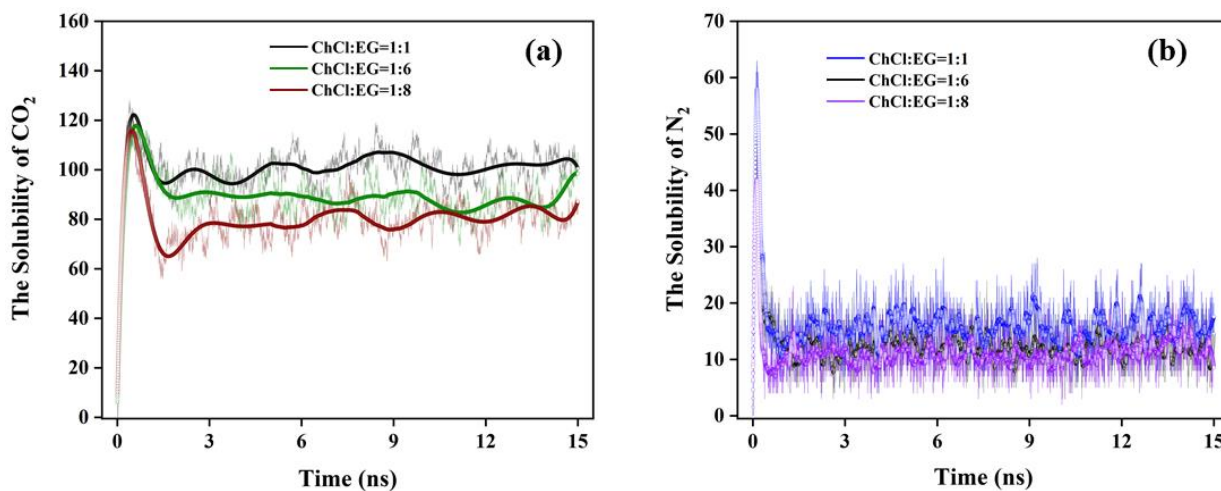 (a)
ChCl:EG=1:1
ChCl:EG=1:6
ChCl:EG=1:8
The Solubility of CO₂
160
140
120
100
80
60
40
20
0
0 3 6 9 12 15
Time (ns)
(b)
ChCl:EG=1:1
ChCl:EG=1:6
ChCl:EG=1:8
The Solubility of N₂
70
60
50
40
30
20
10
0
0 3 6 9 12 15
Time (ns)